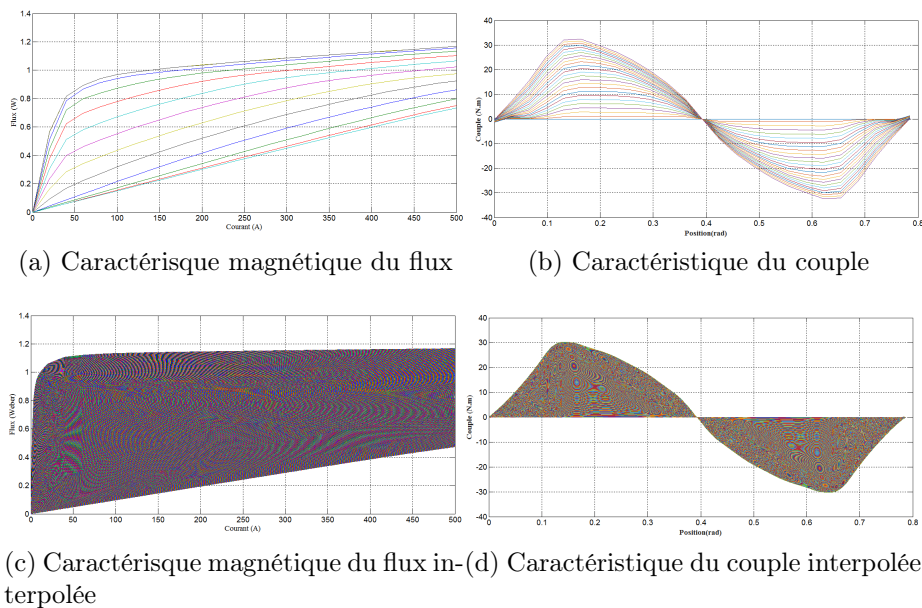 1.4
1.2
1
0.8
0.6
0.4
0.2
0
Flux (W)
0 50 100 150 200 250 300 350 400 450 500
Courant (A)
40
30
20
10
0
-10
-20
-30
-40
Couple (N.m)
0 0.1 0.2 0.3 0.4 0.5 0.6 0.7 0.8
Position(rad)
(a) Caractérisque magnétique du flux
(b) Caractéristique du couple
1.4
1.2
1
0.8
0.6
0.4
0.2
0
Flux (Weber)
0 50 100 150 200 250 300 350 400 450 500
Courant (A)
40
30
20
10
0
-10
-20
-30
-40
Couple (N.m)
0 0.1 0.2 0.3 0.4 0.5 0.6 0.7 0.8
Position(rad)
(c) Caractérisque magnétique du flux in-
terpolée
(d) Caractéristique du couple interpolée